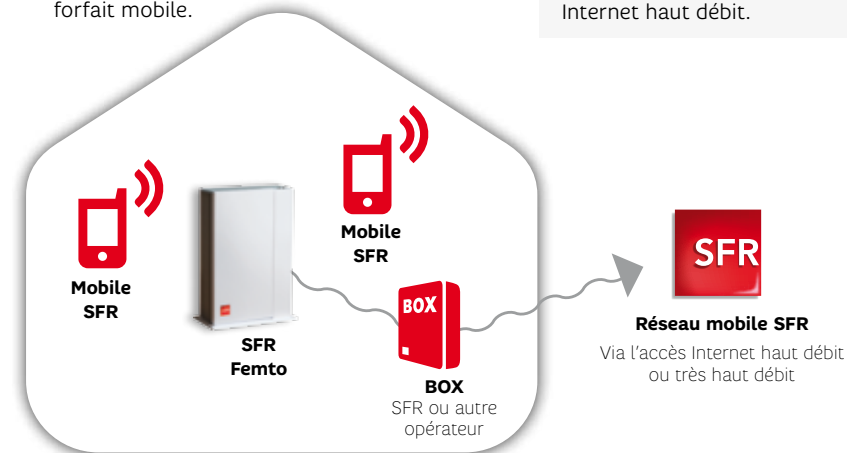 forfait mobile.
Internet haut débit.
Mobile
SFR
Mobile
SFR
SFR
Femto
BOX
BOX
SFR ou autre
opérateur
SFR
Réseau mobile SFR
Via l'accès Internet haut débit
ou très haut débit